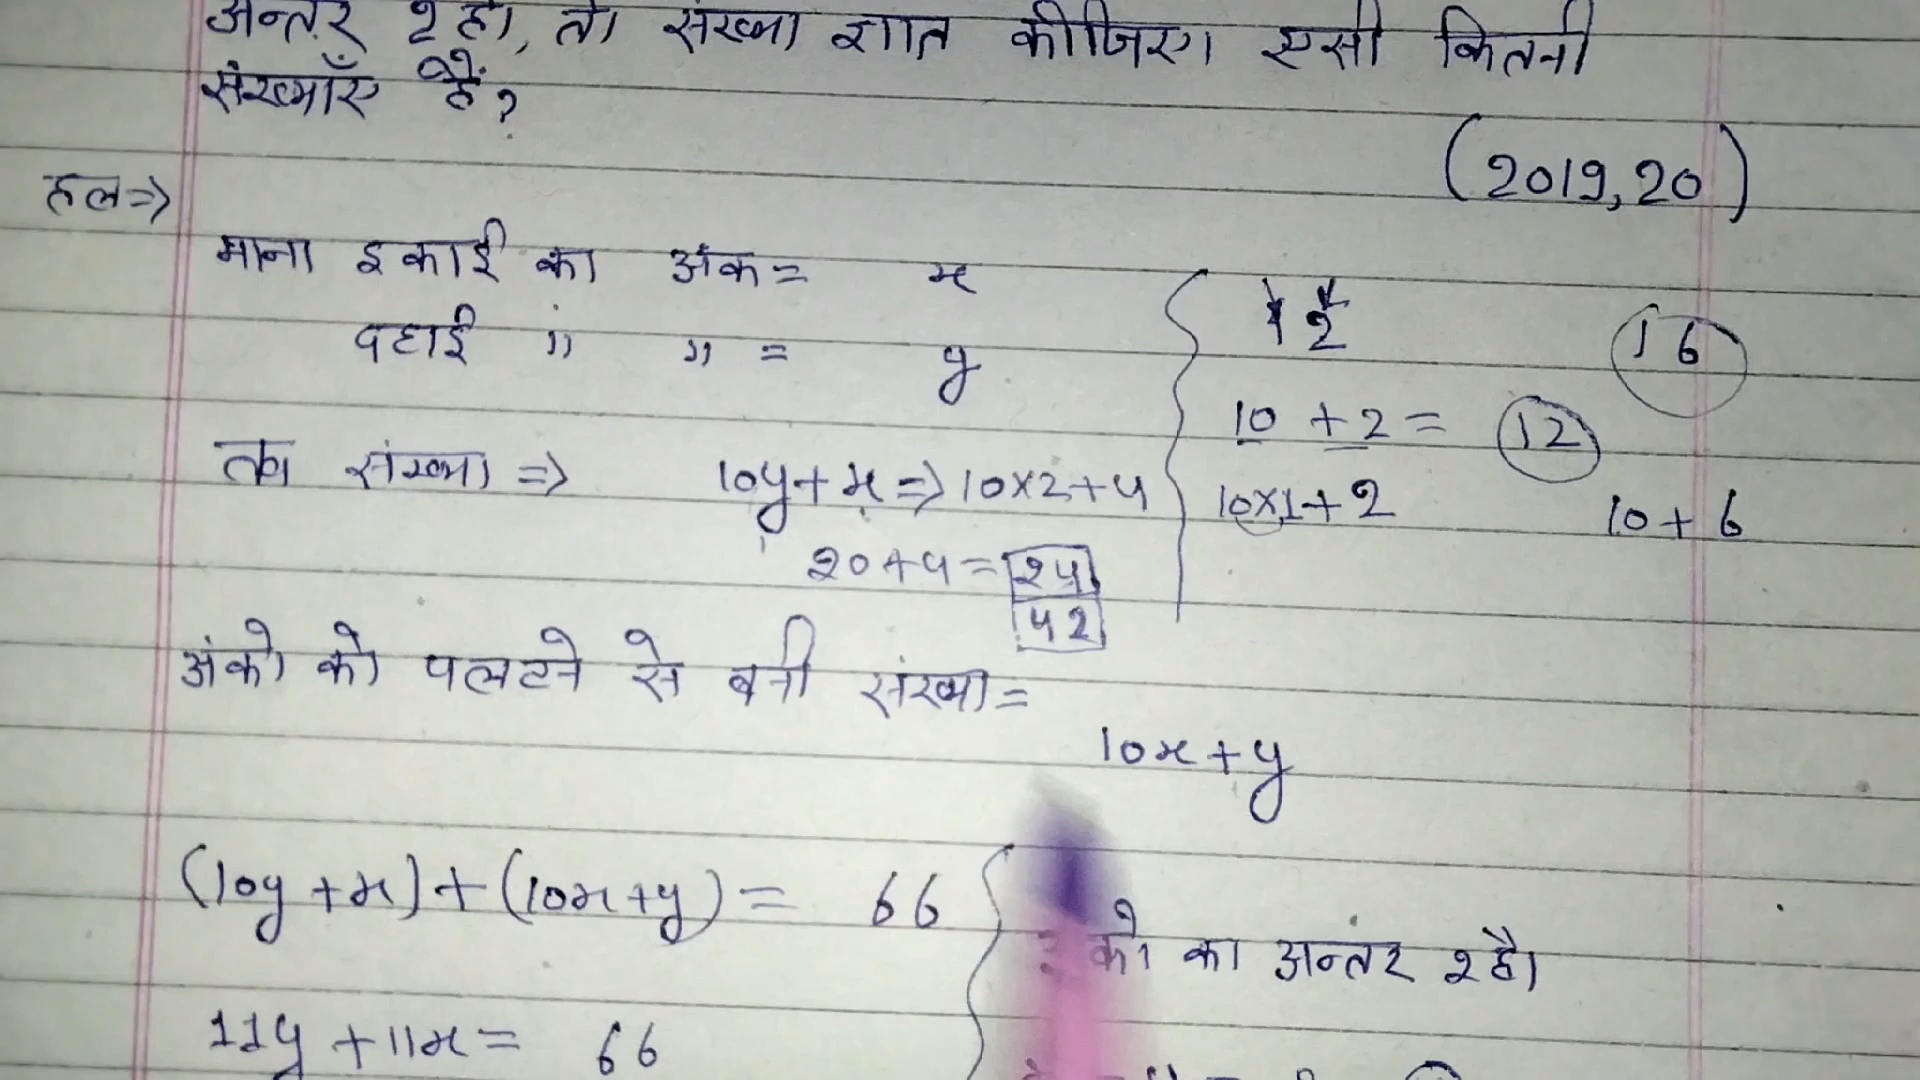 अन्तर 2 हो, तो संख्या ज्ञात कीजिए। ऐसी कितनी
संख्याएँ हैं?
(2019,20)
हल=>
माना इकाई का अंक= x
दहाई " " = y
तो संख्या => 10y+x=>10×2+4
20+4=24
42
12
16
10 + 2 = 12
10×1+2
10+6
अंको को पलटने से बनी संख्या=
10x+y
(10y+x)+(10x+y)= 66
को का अन्तर 2 है।
11y+11x= 66